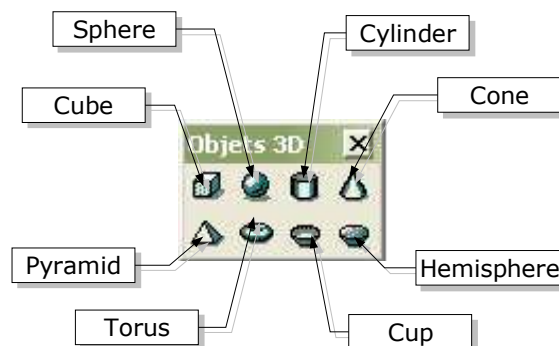 Sphere
Cylinder
Cube
Cone
Objets 3D
Pyramid
Hemisphere
Torus
Cup